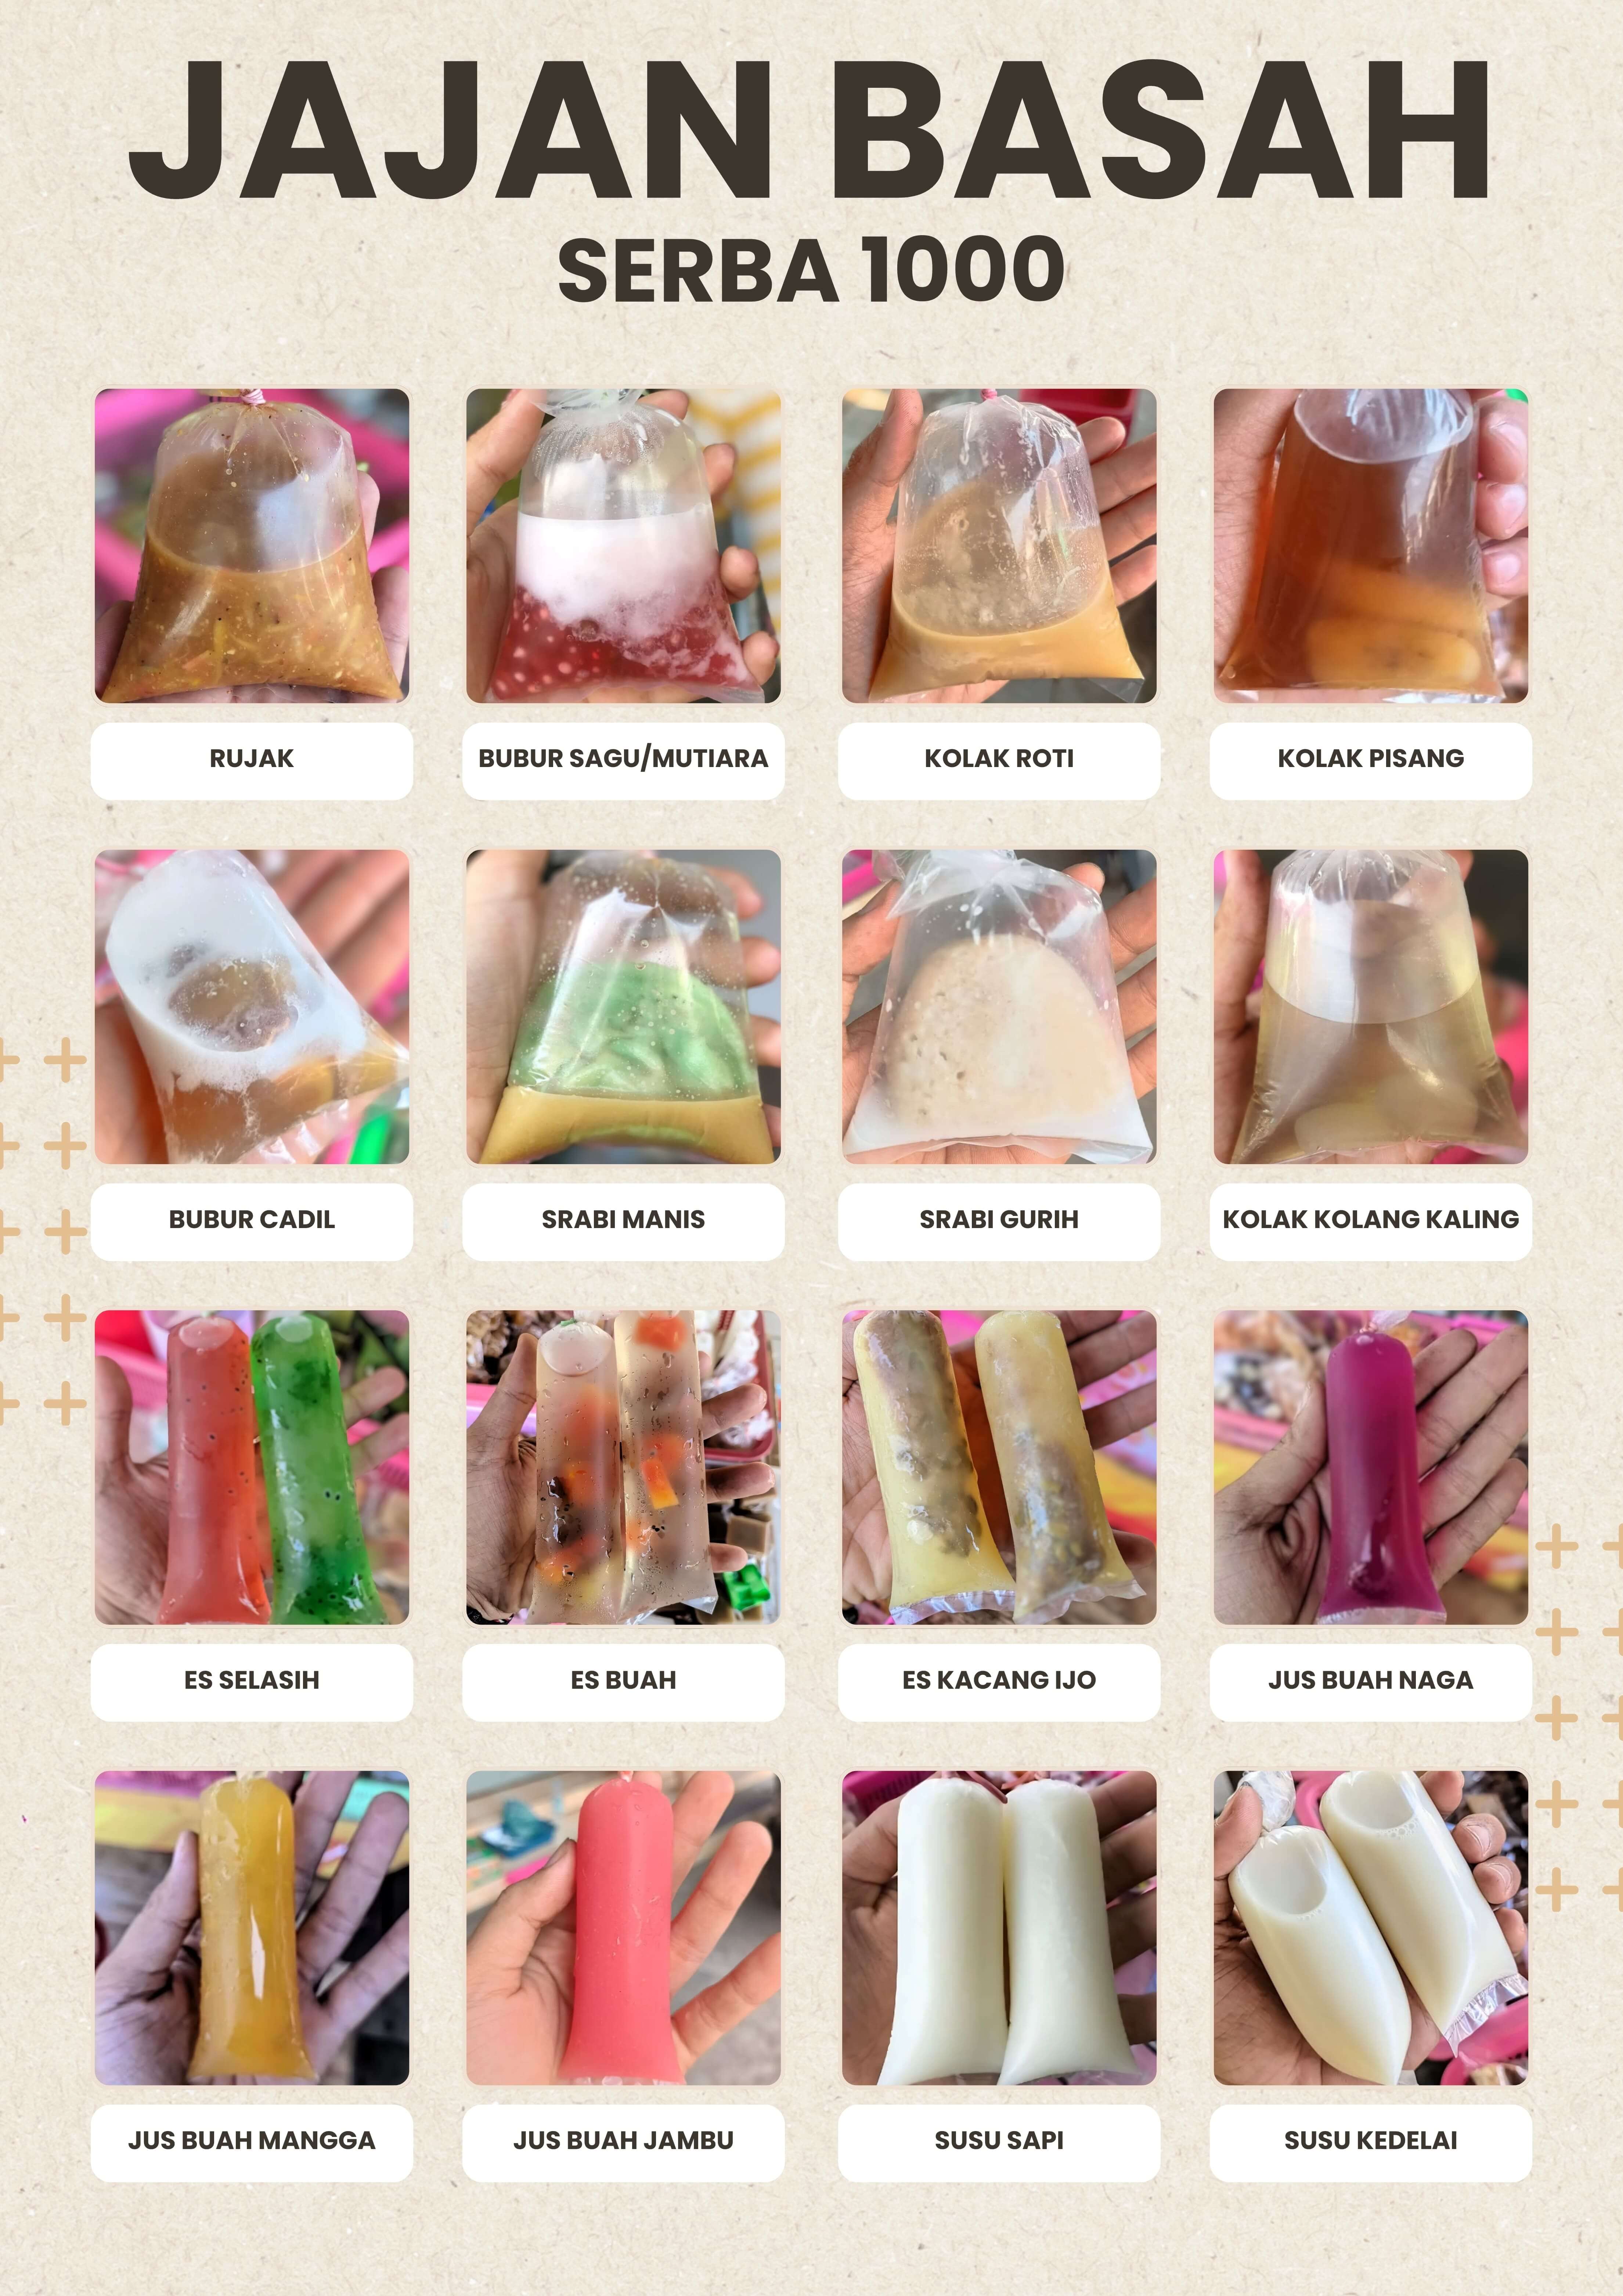 JAJAN BASAH
SERBA 1000
RUJAK
BUBUR SAGU/MUTIARA
KOLAK ROTI
KOLAK PISANG
BUBUR CADIL
SRABI MANIS
SRABI GURIH
KOLAK KOLANG KALING
ES SELASIH
ES BUAH
ES KACANG IJO
JUS BUAH NAGA
JUS BUAH MANGGA
JUS BUAH JAMBU
SUSU SAPI
SUSU KEDELAI